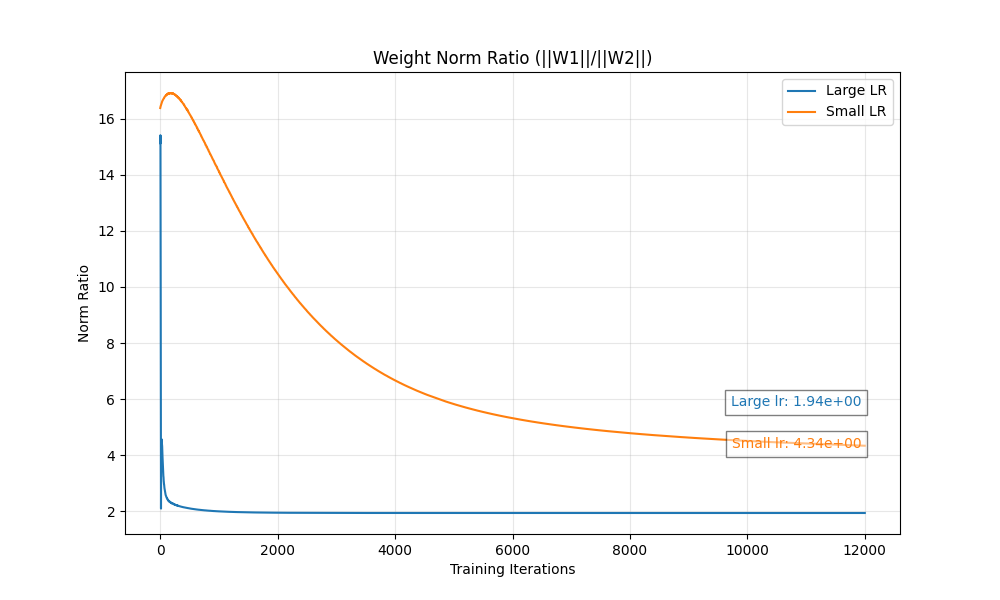 Weight Norm Ratio (||W1||/||W2||)
Large LR
Small LR
Norm Ratio
16
14
12
10
8
6
4
2
Large lr: 1.94e+00
Small lr: 4.34e+00
0
2000
4000
6000
8000
10000
12000
Training Iterations